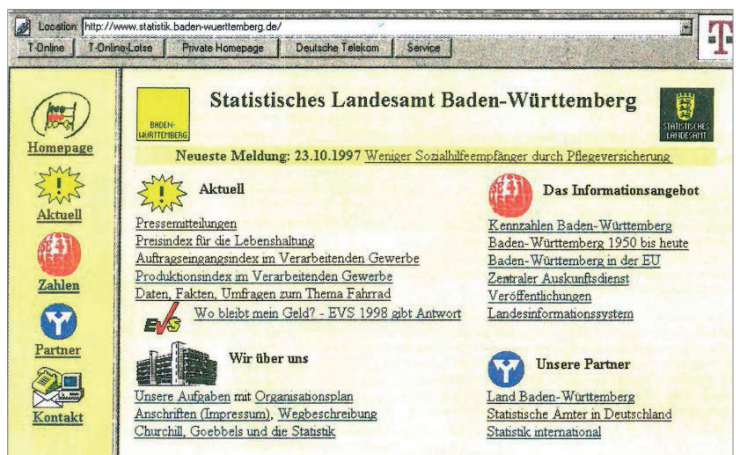 Location http://www.statistik.baden-wuerttemberg.de/
T-Online T-Online-Lotse Private Homepage Deutsche Telekom Service
T
Homepage
Aktuell
Zahlen
Partner
Kontakt
BADEN-
WÜRTTEMBERG
Statistisches Landesamt Baden-Württemberg
STATISTISCHES
LANDESAMT
Neueste Meldung: 23.10.1997 Weniger Sozialhilfeempfänger durch Pflegeversicherung
Aktuell
Pressemitteilungen
Preisindex für die Lebenshaltung
Auftragseingangsindex im Verarbeitenden Gewerbe
Produktionsindex im Verarbeitenden Gewerbe
Daten, Fakten, Umfragen zum Thema Fahrrad
EVS Wo bleibt mein Geld? - EVS 1998 gibt Antwort
Das Informationsangebot
Kennzahlen Baden-Württemberg
Baden-Württemberg 1950 bis heute
Baden-Württemberg in der EU
Zentraler Auskunftsdienst
Veröffentlichungen
Landesinformationssystem
Wir über uns
Unsere Aufgaben mit Organisationsplan
Anschriften (Impressum), Wegbeschreibung
Churchill, Goebbels und die Statistik
Unsere Partner
Land Baden-Württemberg
Statistische Ämter in Deutschland
Statistik international